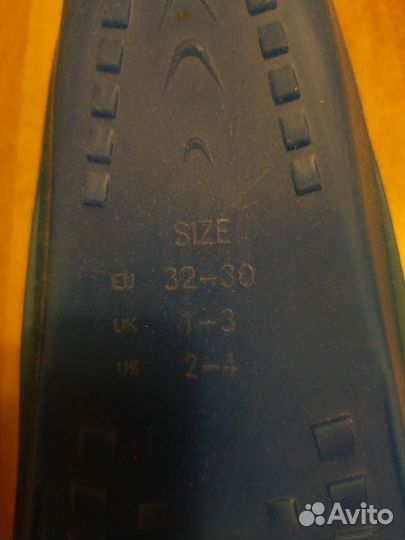 SIZE
EU 32-30
UK 1-3
US 2-4
Avito